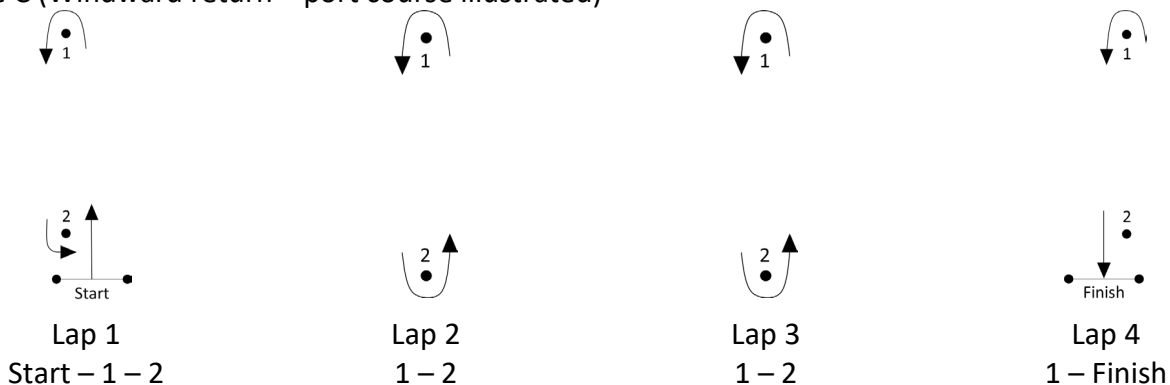 (Windward return – port course illustrated)
1 1 1 1
2 2 2 2
Start Finish
Lap 1 Lap 2 Lap 3 Lap 4
Start – 1 – 2 1 – 2 1 – 2 1 – Finish